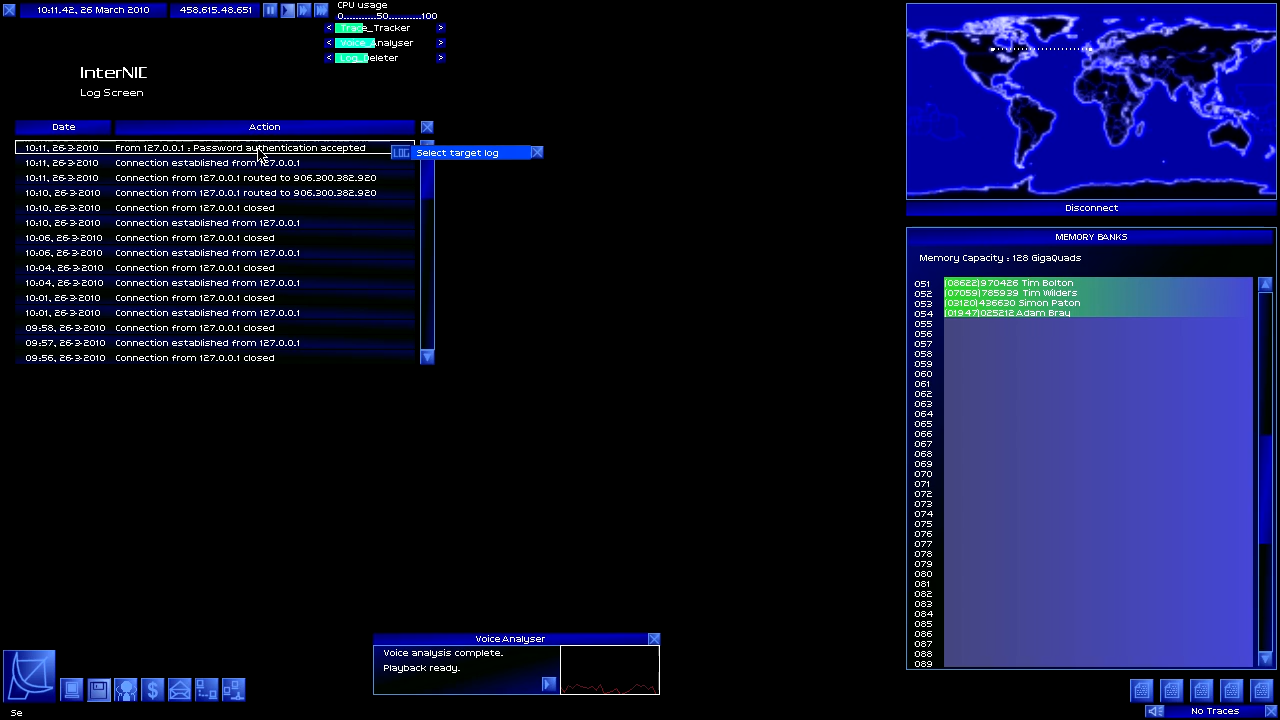 10:11.42, 26 March 2010
458.615.48.651
CPU usage
0..........50..........100
< Trace_Tracker >
< Voice_Analyser >
< Log_Deleter >
InterNIC
Log Screen
Date Action
10:11, 26-3-2010 From 127.0.0.1 : Password authentication accepted
LOG Select target log
10:11, 26-3-2010 Connection established from 127.0.0.1
10:11, 26-3-2010 Connection from 127.0.0.1 routed to 906.300.382.920
10:10, 26-3-2010 Connection from 127.0.0.1 routed to 906.300.382.920
10:10, 26-3-2010 Connection from 127.0.0.1 closed
10:10, 26-3-2010 Connection established from 127.0.0.1
10:06, 26-3-2010 Connection from 127.0.0.1 closed
10:06, 26-3-2010 Connection established from 127.0.0.1
10:04, 26-3-2010 Connection from 127.0.0.1 closed
10:04, 26-3-2010 Connection established from 127.0.0.1
10:01, 26-3-2010 Connection from 127.0.0.1 closed
10:01, 26-3-2010 Connection established from 127.0.0.1
09:58, 26-3-2010 Connection from 127.0.0.1 closed
09:57, 26-3-2010 Connection established from 127.0.0.1
09:56, 26-3-2010 Connection from 127.0.0.1 closed
Disconnect
MEMORY BANKS
Memory Capacity : 128 GigaQuads
051 (08622)970426 Tim Bolton
052 (07059)785939 Tim Wilders
053 (03120)436630 Simon Paton
054 (01947)025212 Adam Bray
055
056
057
058
059
060
061
062
063
064
065
066
067
068
069
070
071
072
073
074
075
076
077
078
079
080
081
082
083
084
085
086
087
088
089
Voice Analyser
Voice analysis complete.
Playback ready.
Se
No Traces